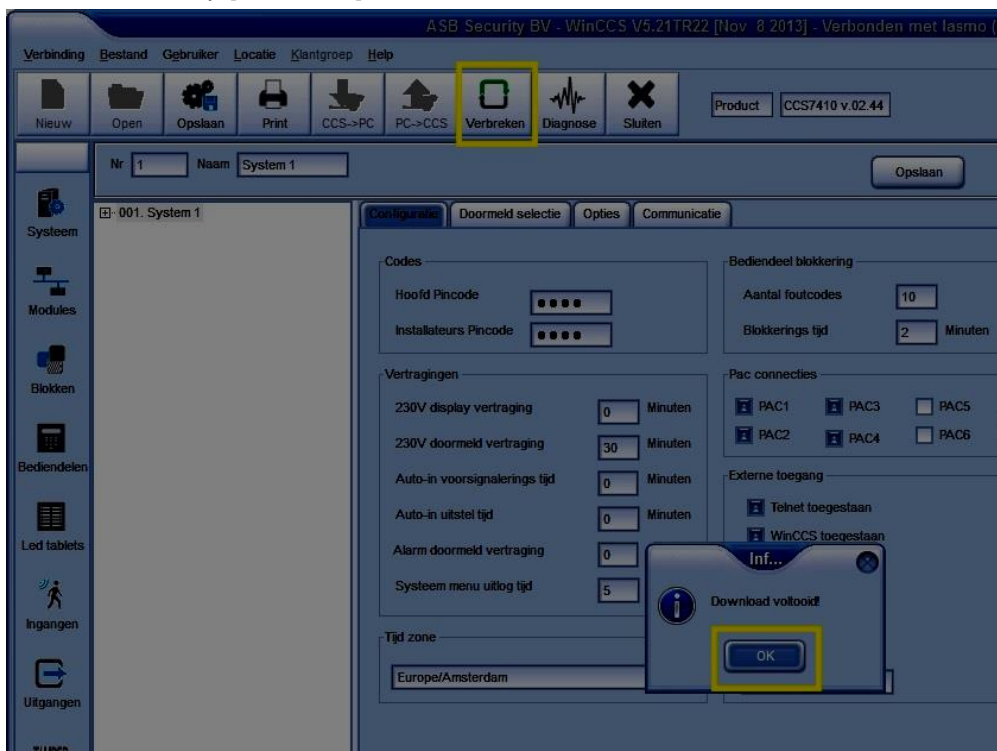 ASB Security BV - WinCCS V5.21TR22 [Nov 8 2013] - Verbonden met lasmo (
Verbinding Bestand Gebruiker Locatie Klantgroep Help
Nieuw Open Opslaan Print CCS->PC PC->CCS Verbreken Diagnose Sluiten Product CCS7410 v.02.44
Nr 1 Naam System 1 Opslaan
Systeem
Modules
Blokken
Bediendelen
Led tablets
Ingangen
Uitgangen
001. System 1
Configuratie Doormeld selectie Opties Communicatie
Codes
Hoofd Pincode
Installateurs Pincode
Bediendeel blokkering
Aantal foutcodes 10
Blokkerings tijd 2 Minuten
Vertragingen
230V display vertraging 0 Minuten
230V doormeld vertraging 30 Minuten
Auto-in voorsignalerings tijd 0 Minuten
Auto-in uitstel tijd 0 Minuten
Alarm doormeld vertraging 0
Systeem menu uitlog tijd 5
Pac connecties
PAC1 PAC3 PAC5
PAC2 PAC4 PAC6
Externe toegang
Telnet toegestaan
WinCCS toegestaan
Inf...
Download voltooid!
OK
Tijd zone
Europe/Amsterdam